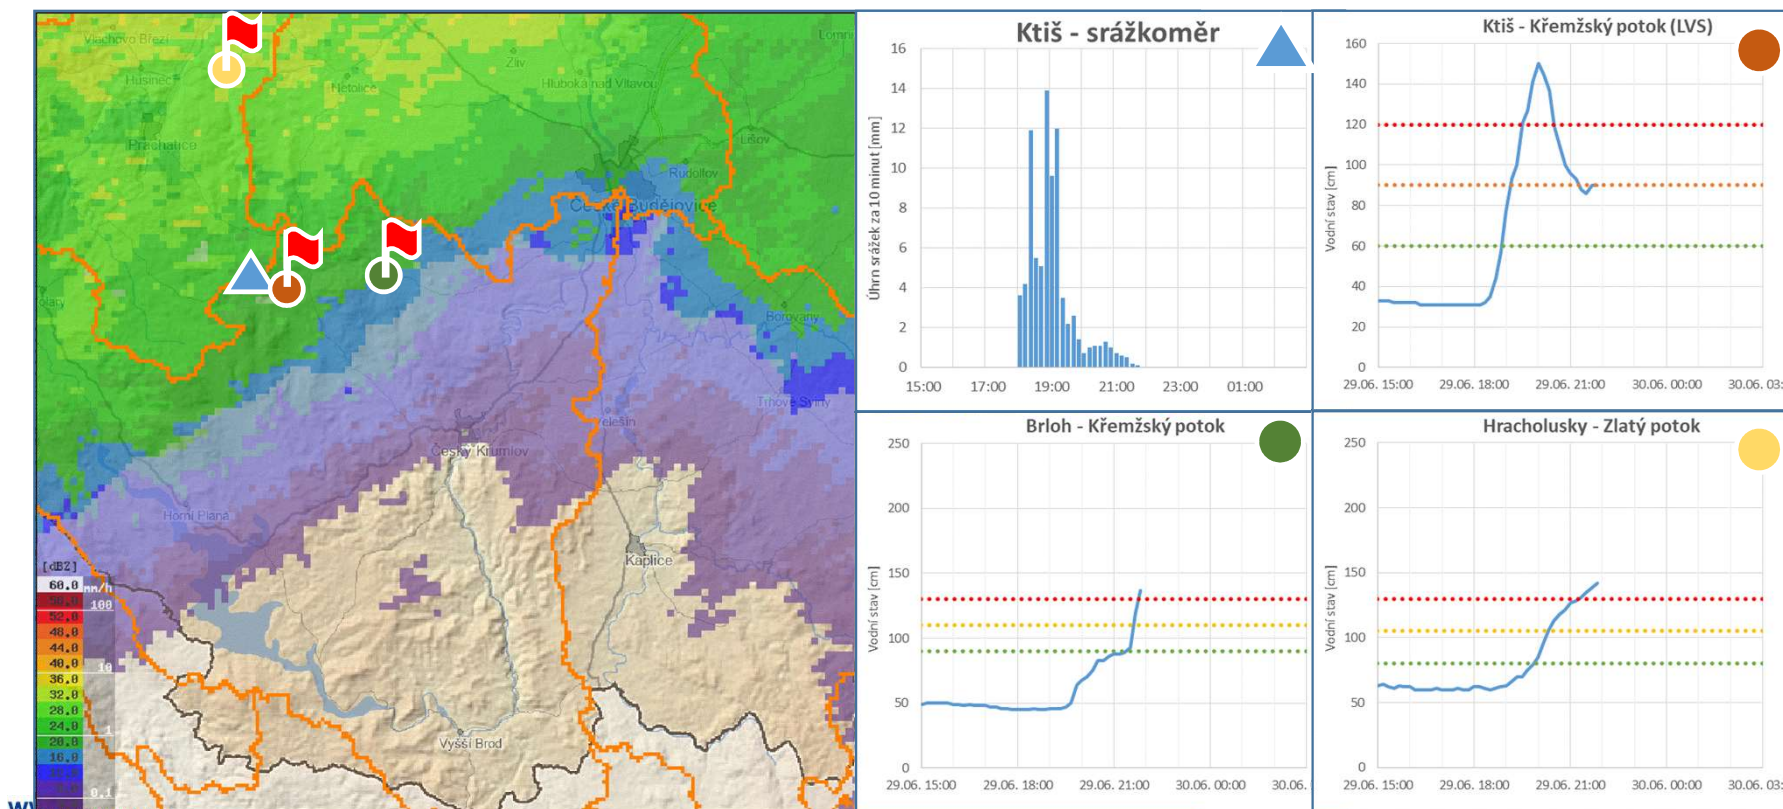 Vlachovo Březí
Husinec
Netolice
Zliv
Hluboká nad Vltavou
Lomni
Prachatice
Lišov
Rudolfov
České Budějovice
olary
Borovany
Trhové Sviny
Velešín
Český Krumlov
Horní Planá
Kaplice
Vyšší Brod
[dBZ]
60.0
mm/h
56.0
100
52.0
48.0
44.0
40.0
10
36.0
32.0
28.0
24.0
1
20.0
16.0
0.1
Ktiš - srážkoměr
Úhrn srážek za 10 minut [mm]
16
14
12
10
8
6
4
2
0
15:00 17:00 19:00 21:00 23:00 01:00
Ktiš - Křemžský potok (LVS)
Vodní stav [cm]
160
140
120
100
80
60
40
20
0
29.06. 15:00 29.06. 18:00 29.06. 21:00 30.06. 00:00 30.06. 03:
Brloh - Křemžský potok
Vodní stav [cm]
250
200
150
100
50
0
29.06. 15:00 29.06. 18:00 29.06. 21:00 30.06. 00:00 30.06.
Hracholusky - Zlatý potok
Vodní stav [cm]
250
200
150
100
50
0
29.06. 15:00 29.06. 18:00 29.06. 21:00 30.06. 00:00 30.06. 03: